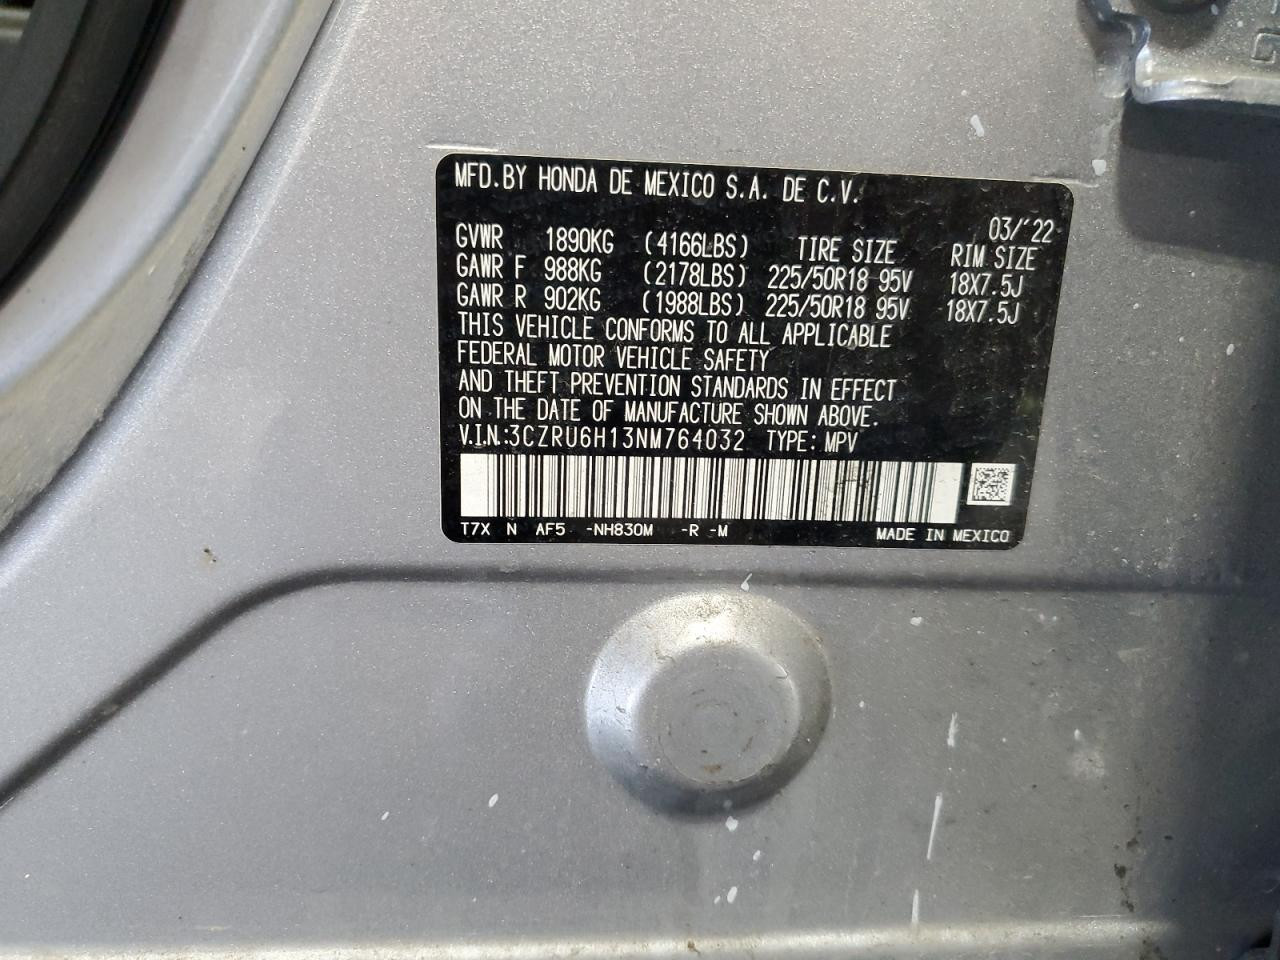 MFD.BY HONDA DE MEXICO S.A. DE C.V.
03/'22
GVWR 1890KG (4166LBS) TIRE SIZE RIM SIZE
GAWR F 988KG (2178LBS) 225/50R18 95V 18X7.5J
GAWR R 902KG (1988LBS) 225/50R18 95V 18X7.5J
THIS VEHICLE CONFORMS TO ALL APPLICABLE
FEDERAL MOTOR VEHICLE SAFETY
AND THEFT PREVENTION STANDARDS IN EFFECT
ON THE DATE OF MANUFACTURE SHOWN ABOVE.
V.I.N.:3CZRU6H13NM764032 TYPE: MPV
T7X N AF5 -NH830M -R -M MADE IN MEXICO